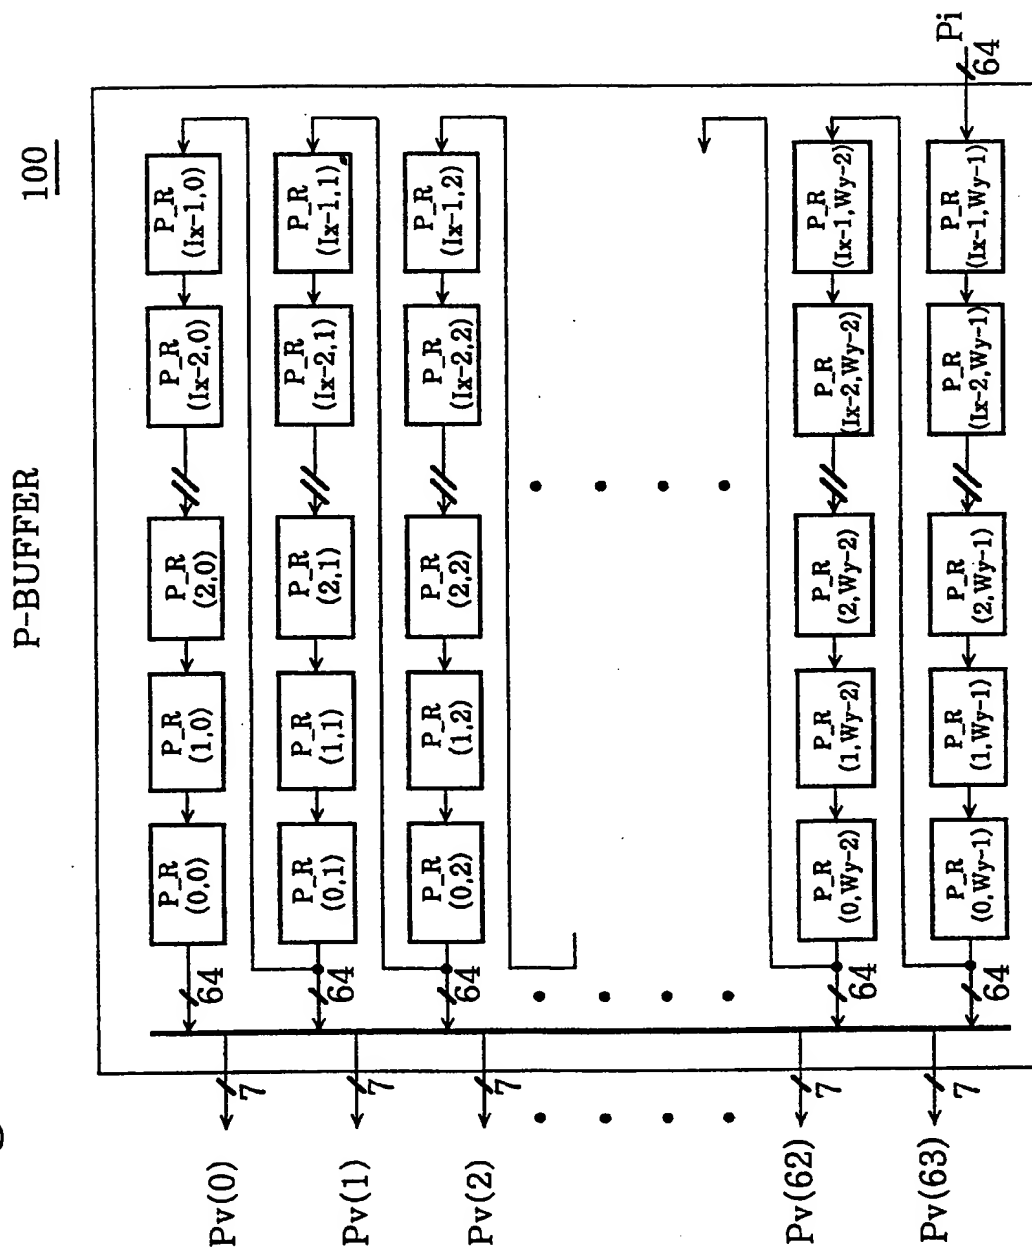 P-BUFFER
100
P_R
(0,0)
P_R
(1,0)
P_R
(2,0)
P_R
(Ix-2,0)
P_R
(Ix-1,0)
64
7
Pv(0)
P_R
(0,1)
P_R
(1,1)
P_R
(2,1)
P_R
(Ix-2,1)
P_R
(Ix-1,1)
64
7
Pv(1)
P_R
(0,2)
P_R
(1,2)
P_R
(2,2)
P_R
(Ix-2,2)
P_R
(Ix-1,2)
64
7
Pv(2)
P_R
(0,Wy-2)
P_R
(1,Wy-2)
P_R
(2,Wy-2)
P_R
(Ix-2,Wy-2)
P_R
(Ix-1,Wy-2)
64
7
Pv(62)
P_R
(0,Wy-1)
P_R
(1,Wy-1)
P_R
(2,Wy-1)
P_R
(Ix-2,Wy-1)
P_R
(Ix-1,Wy-1)
64
7
Pv(63)
Pi
64